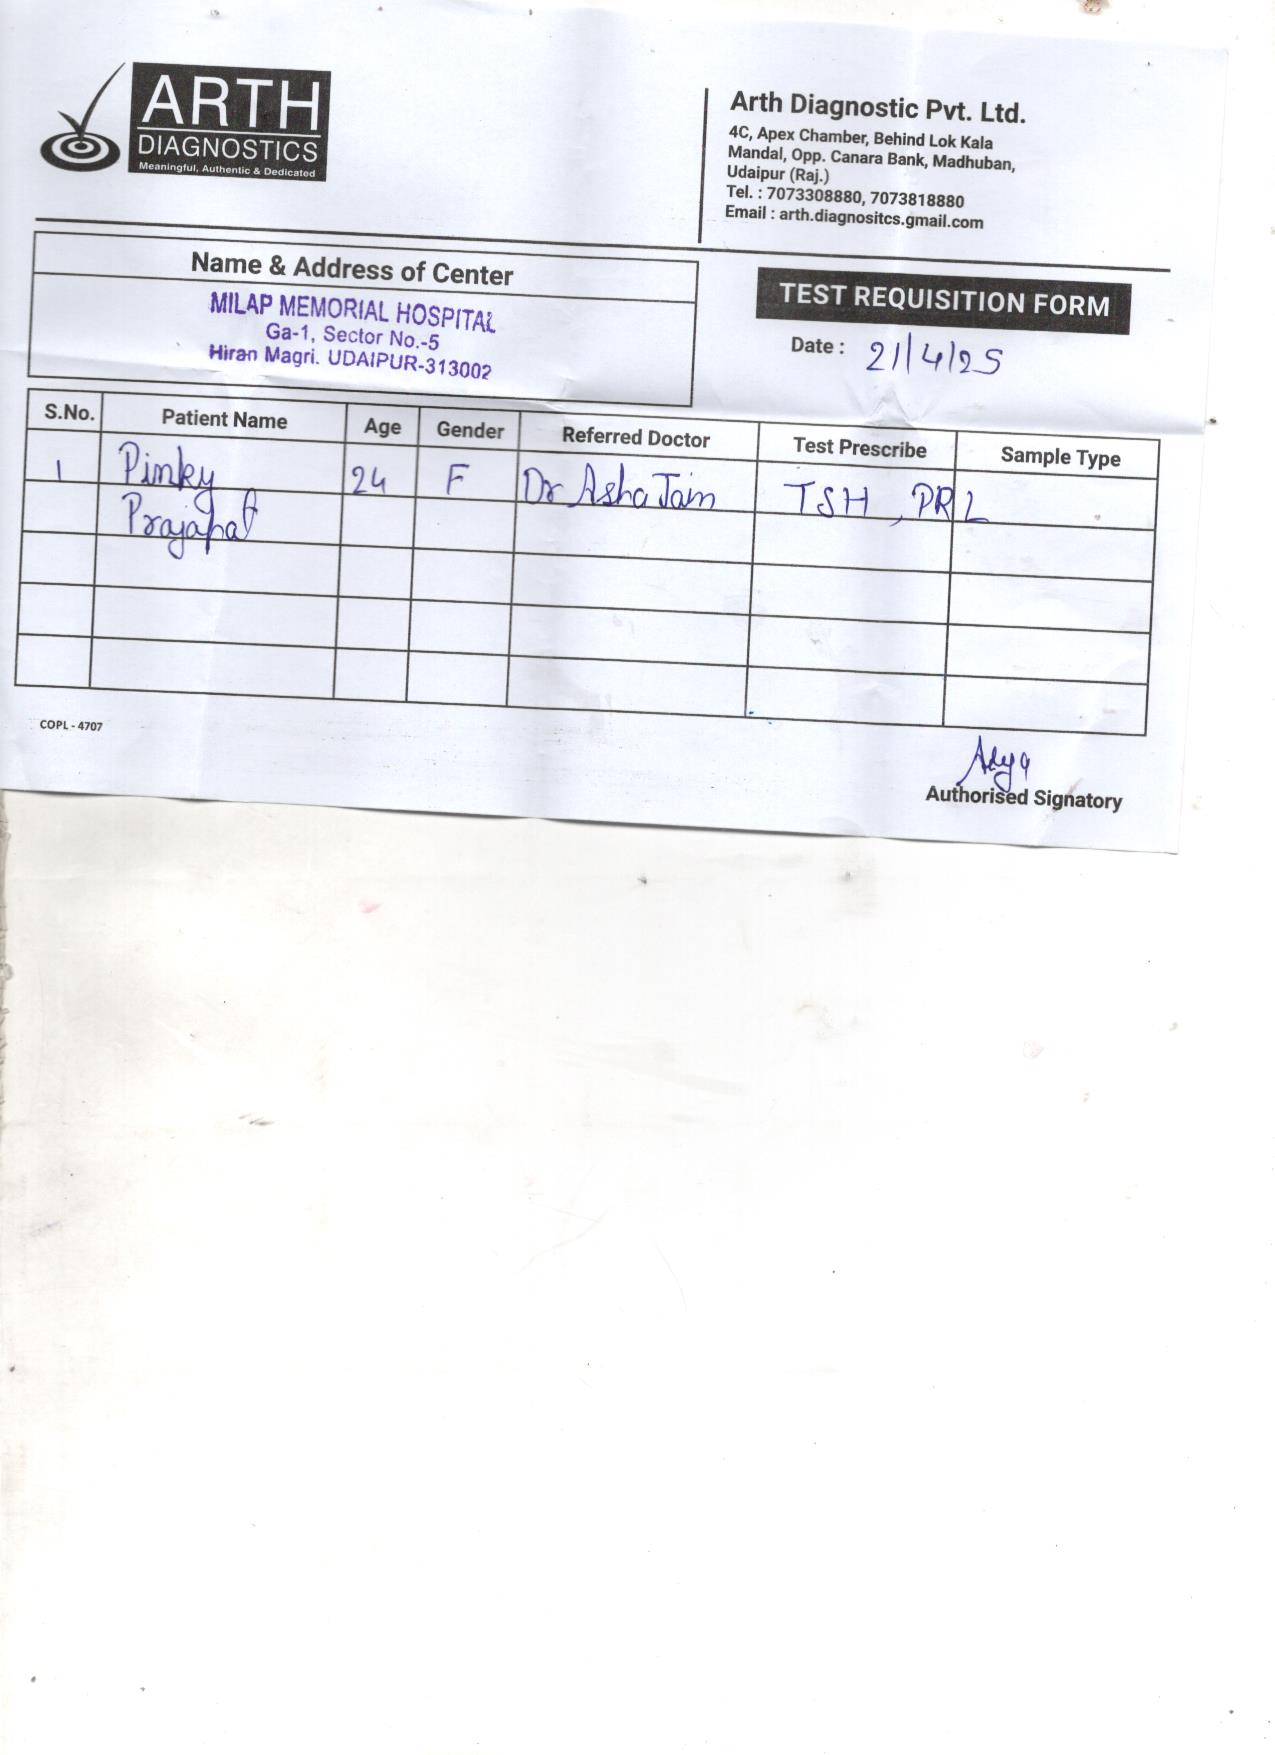 ARTH
DIAGNOSTICS
Meaningful, Authentic & Dedicated
Arth Diagnostic Pvt. Ltd.
4C, Apex Chamber, Behind Lok Kala
Mandal, Opp. Canara Bank, Madhuban,
Udaipur (Raj.)
Tel. : 7073308880, 7073818880
Email : arth.diagnositcs.gmail.com
Name & Address of Center
MILAP MEMORIAL HOSPITAL
Ga-1, Sector No.-5
Hiran Magri. UDAIPUR-313002
TEST REQUISITION FORM
Date : 21/4/25
S.No. Patient Name Age Gender Referred Doctor Test Prescribe Sample Type
1 Pinky 24 F Dr Asha Jain TSH, PRL
Prajapat
COPL - 4707
Authorised Signatory